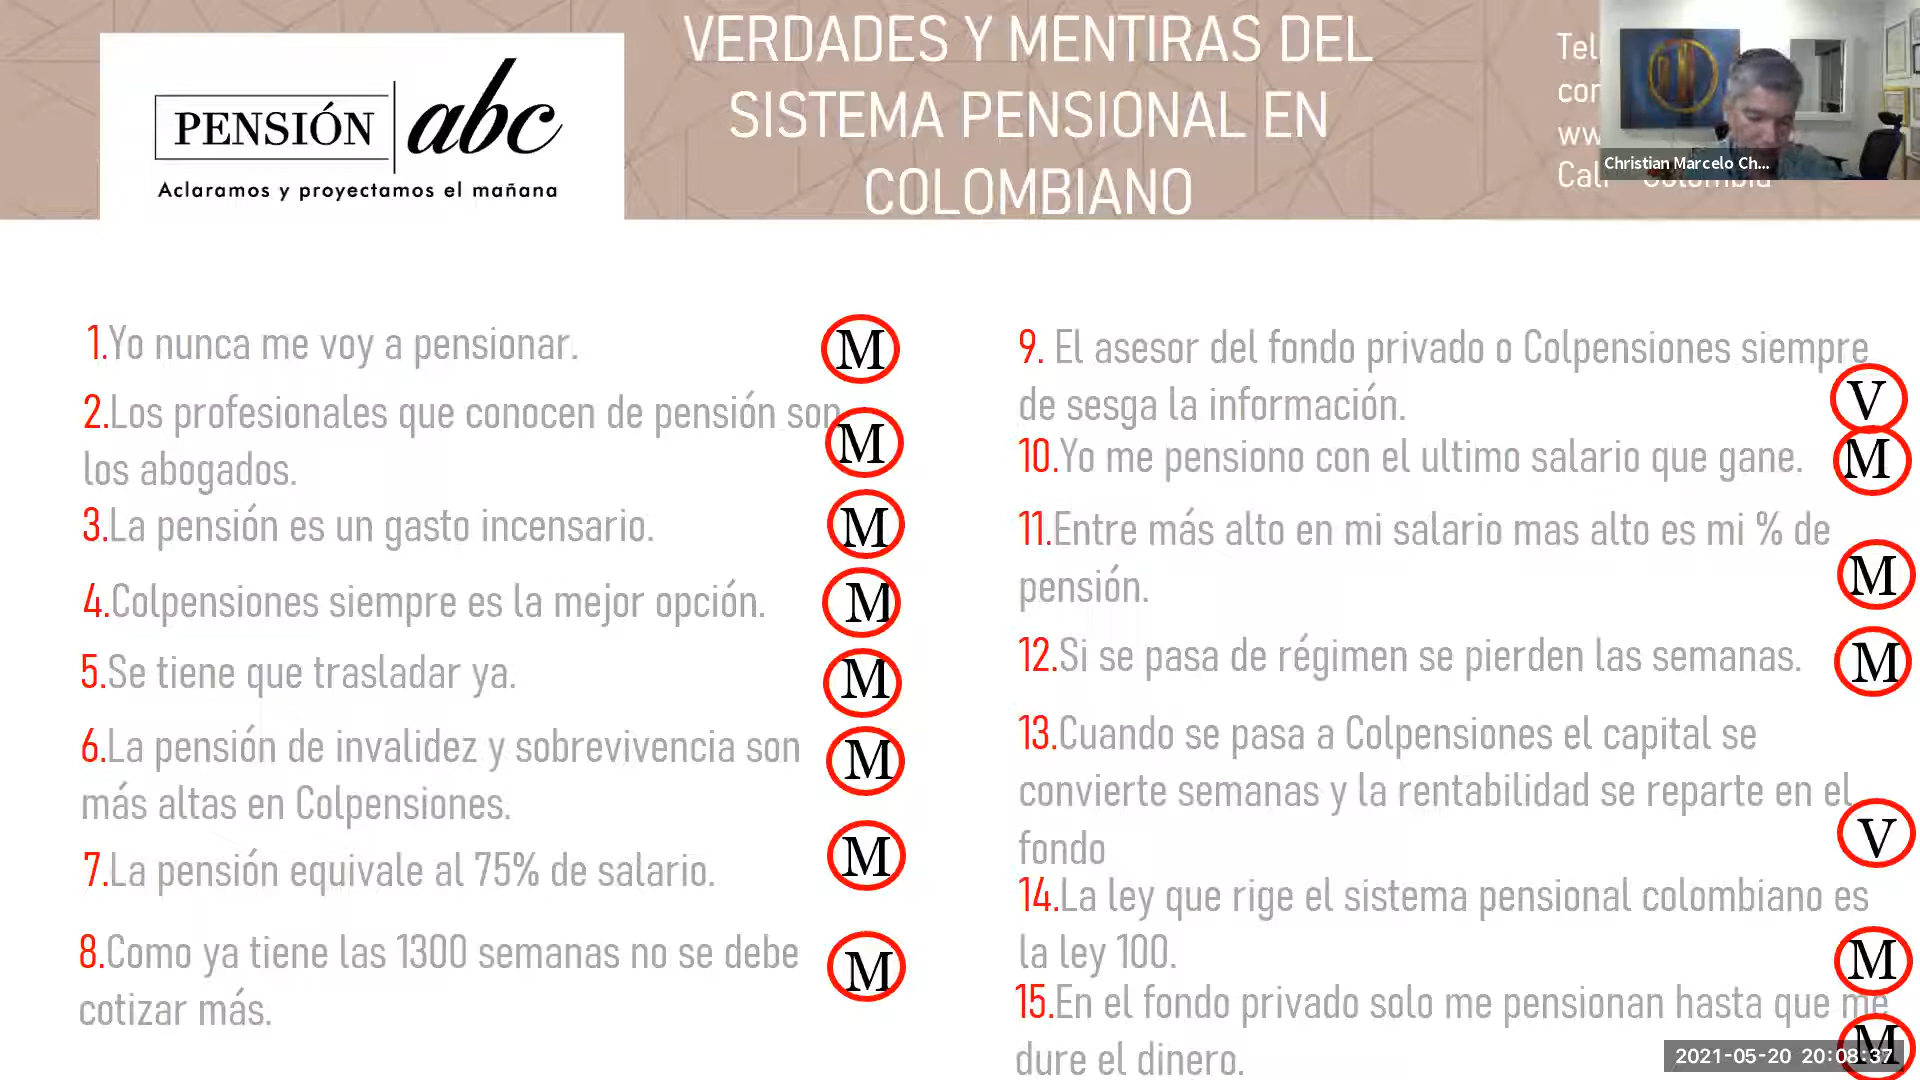 PENSIÓN abc
Aclaramos y proyectamos el mañana
VERDADES Y MENTIRAS DEL
SISTEMA PENSIONAL EN
COLOMBIANO
Christian Marcelo Ch...
1.Yo nunca me voy a pensionar.
M
2.Los profesionales que conocen de pensión son
los abogados.
M
3.La pensión es un gasto incensario.
M
4.Colpensiones siempre es la mejor opción.
M
5.Se tiene que trasladar ya.
M
6.La pensión de invalidez y sobrevivencia son
más altas en Colpensiones.
M
7.La pensión equivale al 75% de salario.
M
8.Como ya tiene las 1300 semanas no se debe
cotizar más.
M
9. El asesor del fondo privado o Colpensiones siempre
de sesga la información.
V
10.Yo me pensiono con el ultimo salario que gane.
M
11.Entre más alto en mi salario mas alto es mi % de
pensión.
M
12.Si se pasa de régimen se pierden las semanas.
M
13.Cuando se pasa a Colpensiones el capital se
convierte semanas y la rentabilidad se reparte en el
fondo
V
14.La ley que rige el sistema pensional colombiano es
la ley 100.
M
15.En el fondo privado solo me pensionan hasta que me
dure el dinero.
M
2021-05-20 20:08:37